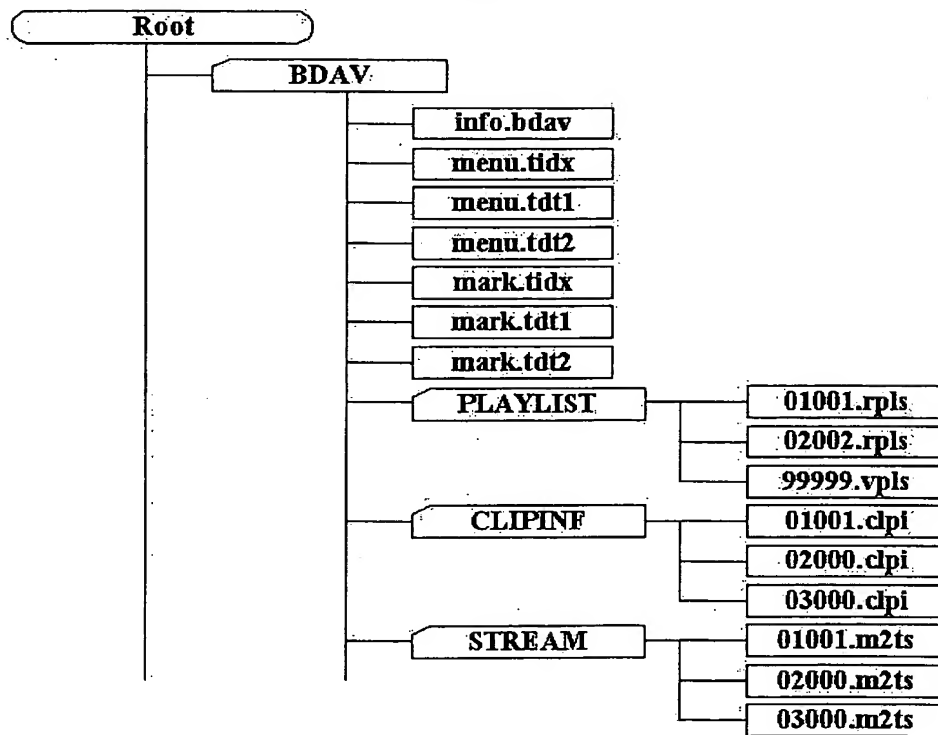 Root
BDAV
info.bdav
menu.tidx
menu.tdt1
menu.tdt2
mark.tidx
mark.tdt1
mark.tdt2
PLAYLIST
01001.rpls
02002.rpls
99999.vpls
CLIPINF
01001.clpi
02000.clpi
03000.clpi
STREAM
01001.m2ts
02000.m2ts
03000.m2ts